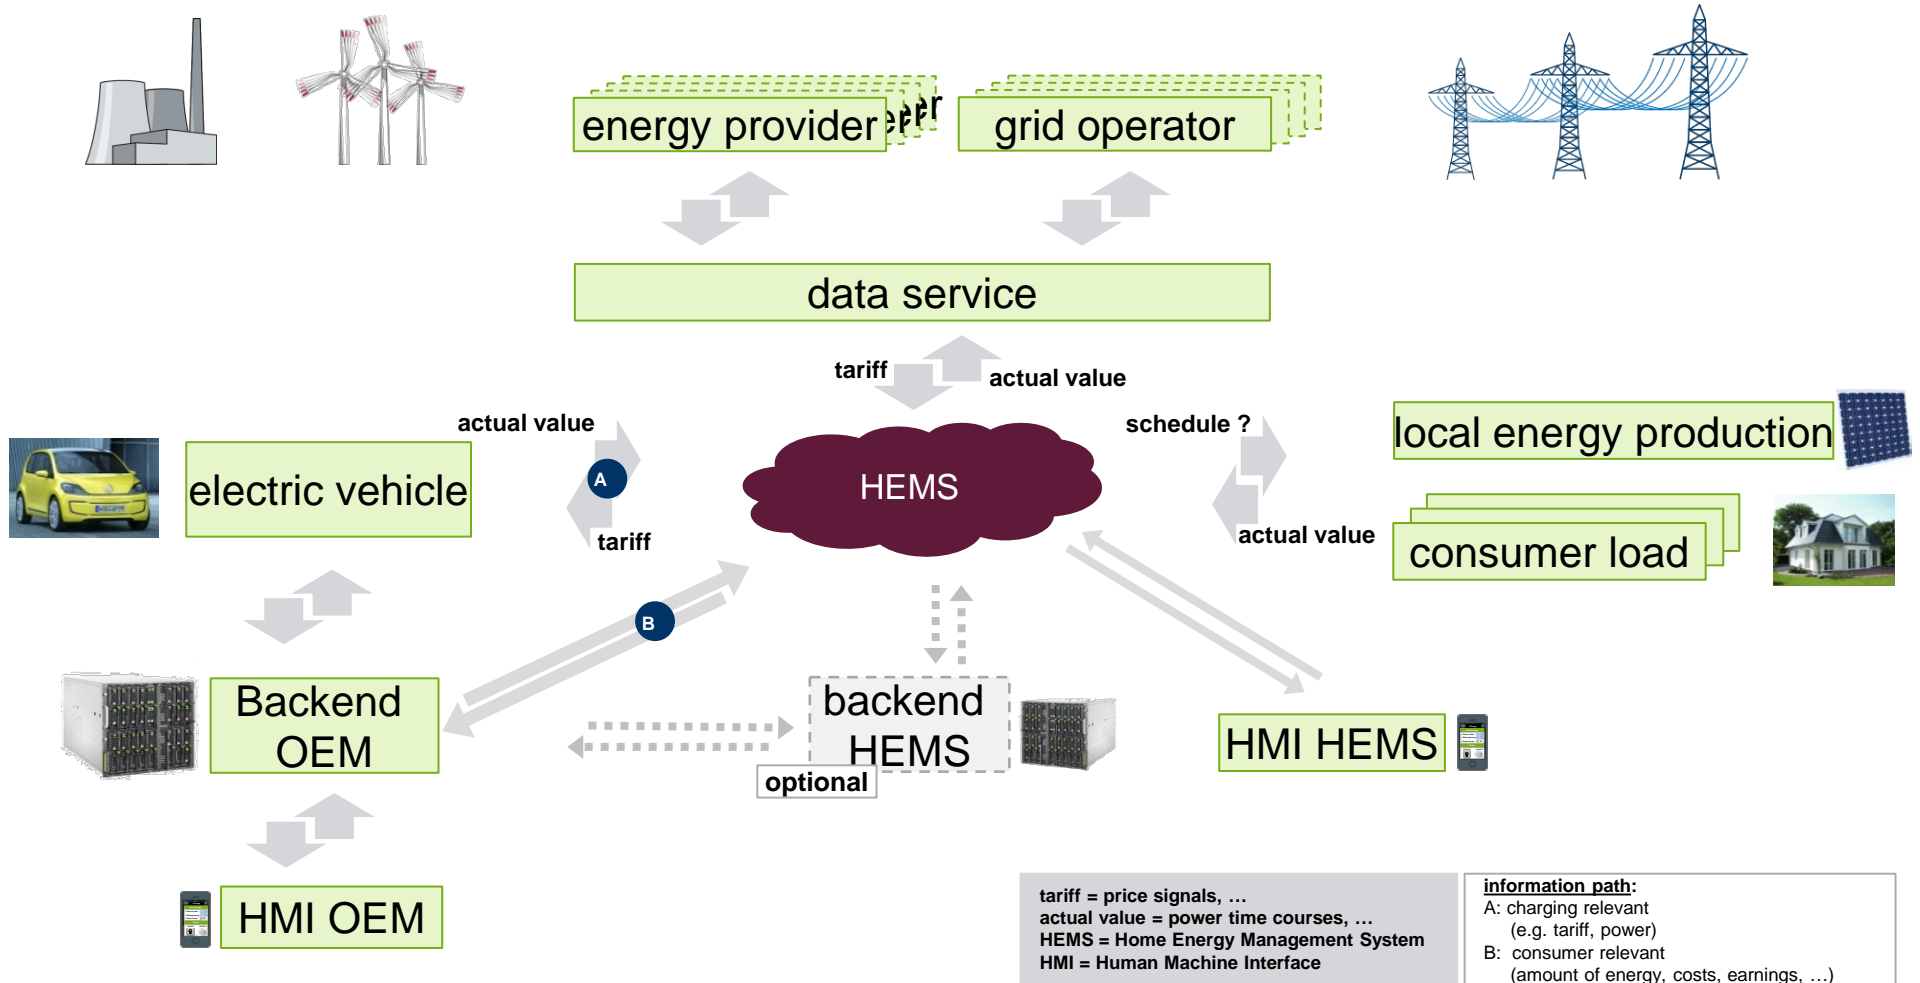 energy provider
er
er
grid operator
data service
tariff
actual value
actual value
schedule ?
local energy production
electric vehicle
A
HEMS
tariff
actual value
consumer load
B
Backend
OEM
backend
HEMS
optional
HMI HEMS
HMI OEM
tariff = price signals, …
actual value = power time courses, …
HEMS = Home Energy Management System
HMI = Human Machine Interface
information path:
A: charging relevant
(e.g. tariff, power)
B: consumer relevant
(amount of energy, costs, earnings, …)